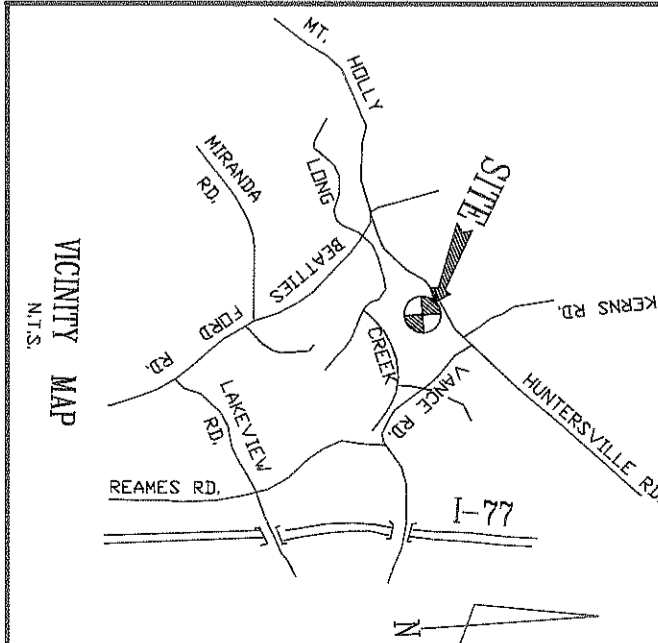 MT. HOLLY
HUNTERSVILLE RD.
MIRANDA
RD.
LONG
CREEK
SITE
KERNS RD.
BEATTIES
FORD
RD.
VANCE
RD.
LAKEVIEW
RD.
REAMES RD.
I-77
N
VICINITY MAP
N.T.S.